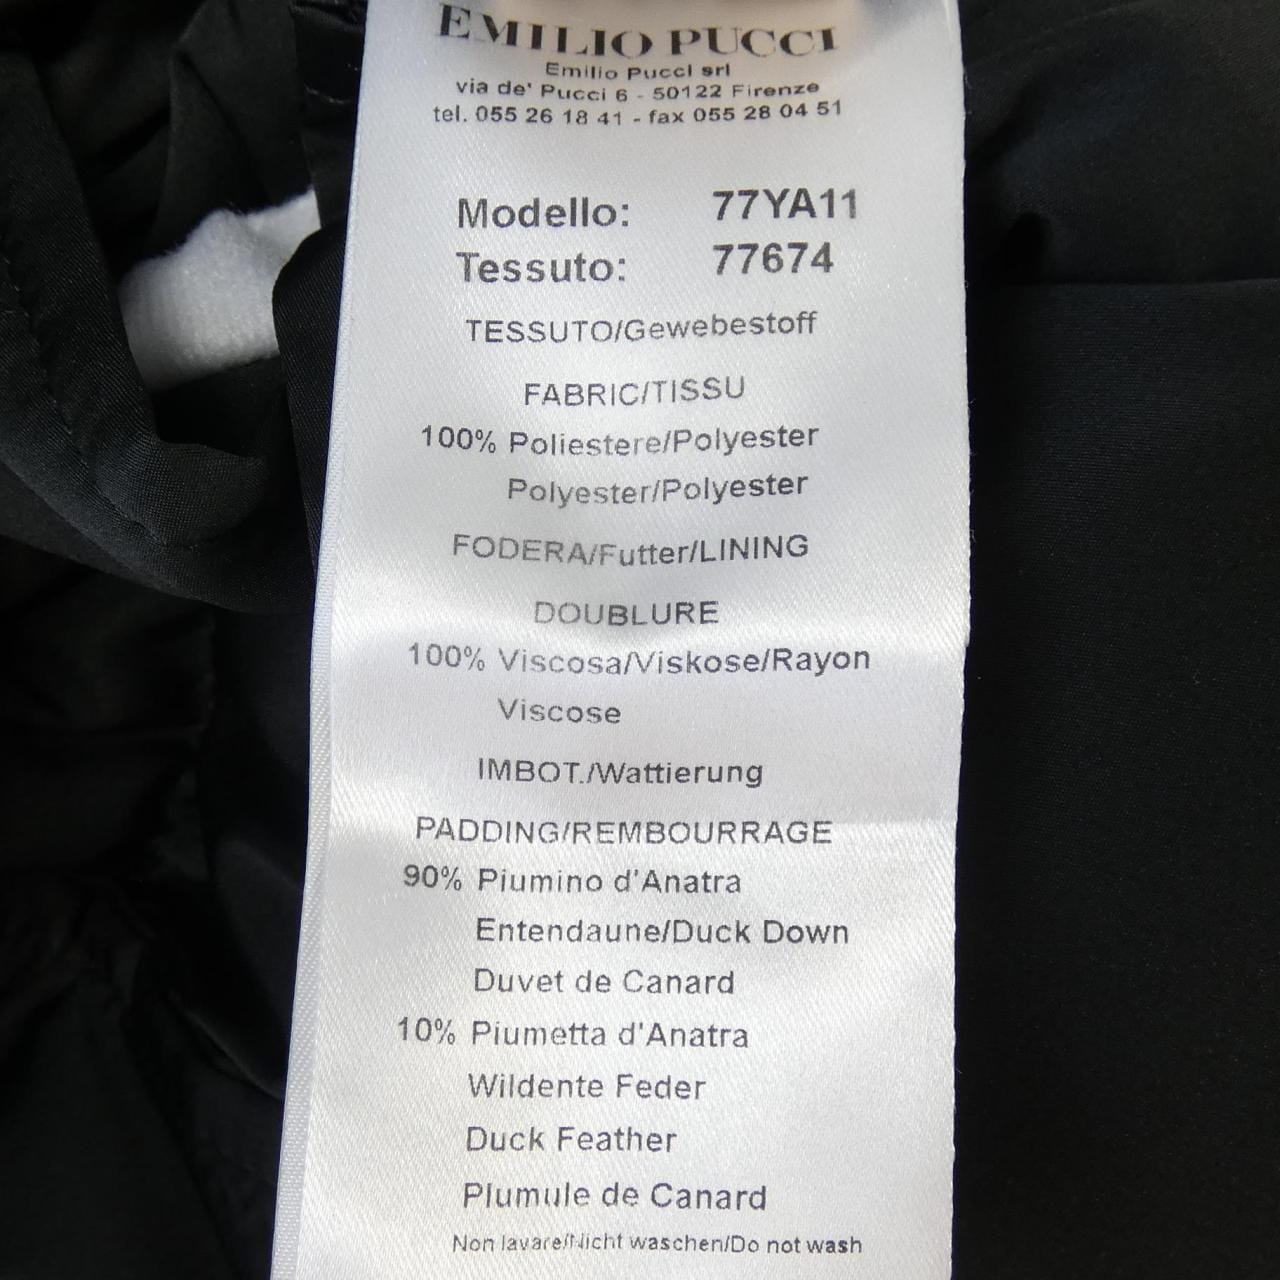 EMILIO PUCCI
Emilio Pucci srl
via de' Pucci 6 - 50122 Firenze
tel. 055 26 18 41 - fax 055 28 04 51
Modello: 77YA11
Tessuto: 77674
TESSUTO/Gewebestoff
FABRIC/TISSU
100% Poliestere/Polyester
Polyester/Polyester
FODERA/Futter/LINING
DOUBLURE
100% Viscosa/Viskose/Rayon
Viscose
IMBOT./Wattierung
PADDING/REMBOURRAGE
90% Piumino d'Anatra
Entendaune/Duck Down
Duvet de Canard
10% Piumetta d'Anatra
Wildente Feder
Duck Feather
Plumule de Canard
Non lavare/Nicht waschen/Do not wash